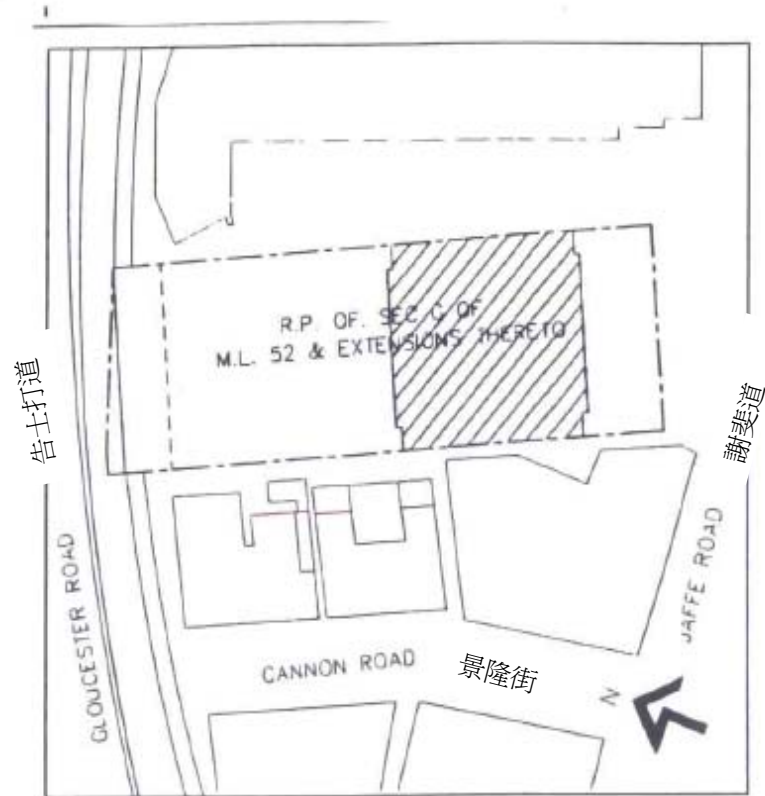 R.P. OF. SEC G OF
M.L. 52 & EXTENSIONS THERETO
告士打道
謝斐道
GLOUCESTER ROAD
JAFFE ROAD
CANNON ROAD
景隆街
N